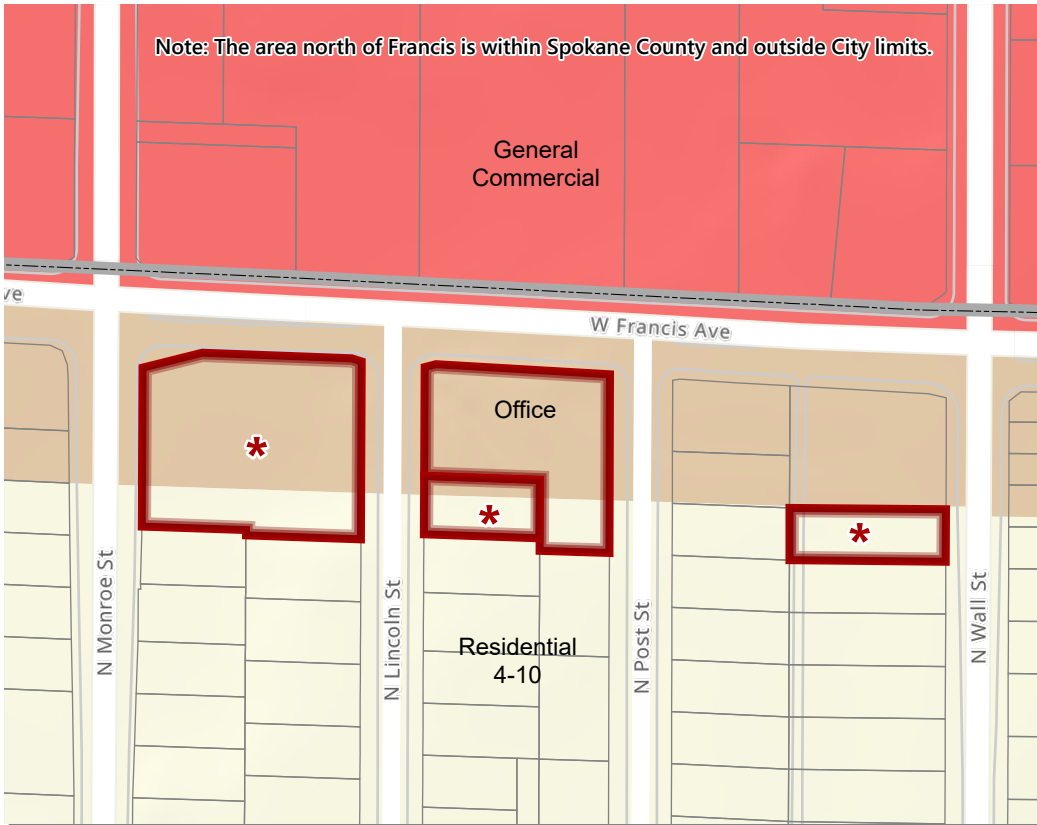 Note: The area north of Francis is within Spokane County and outside City limits.
General
Commercial
ve
W Francis Ave
Office
*
*
*
N Monroe St
N Lincoln St
N Post St
N Wall St
Residential
4-10